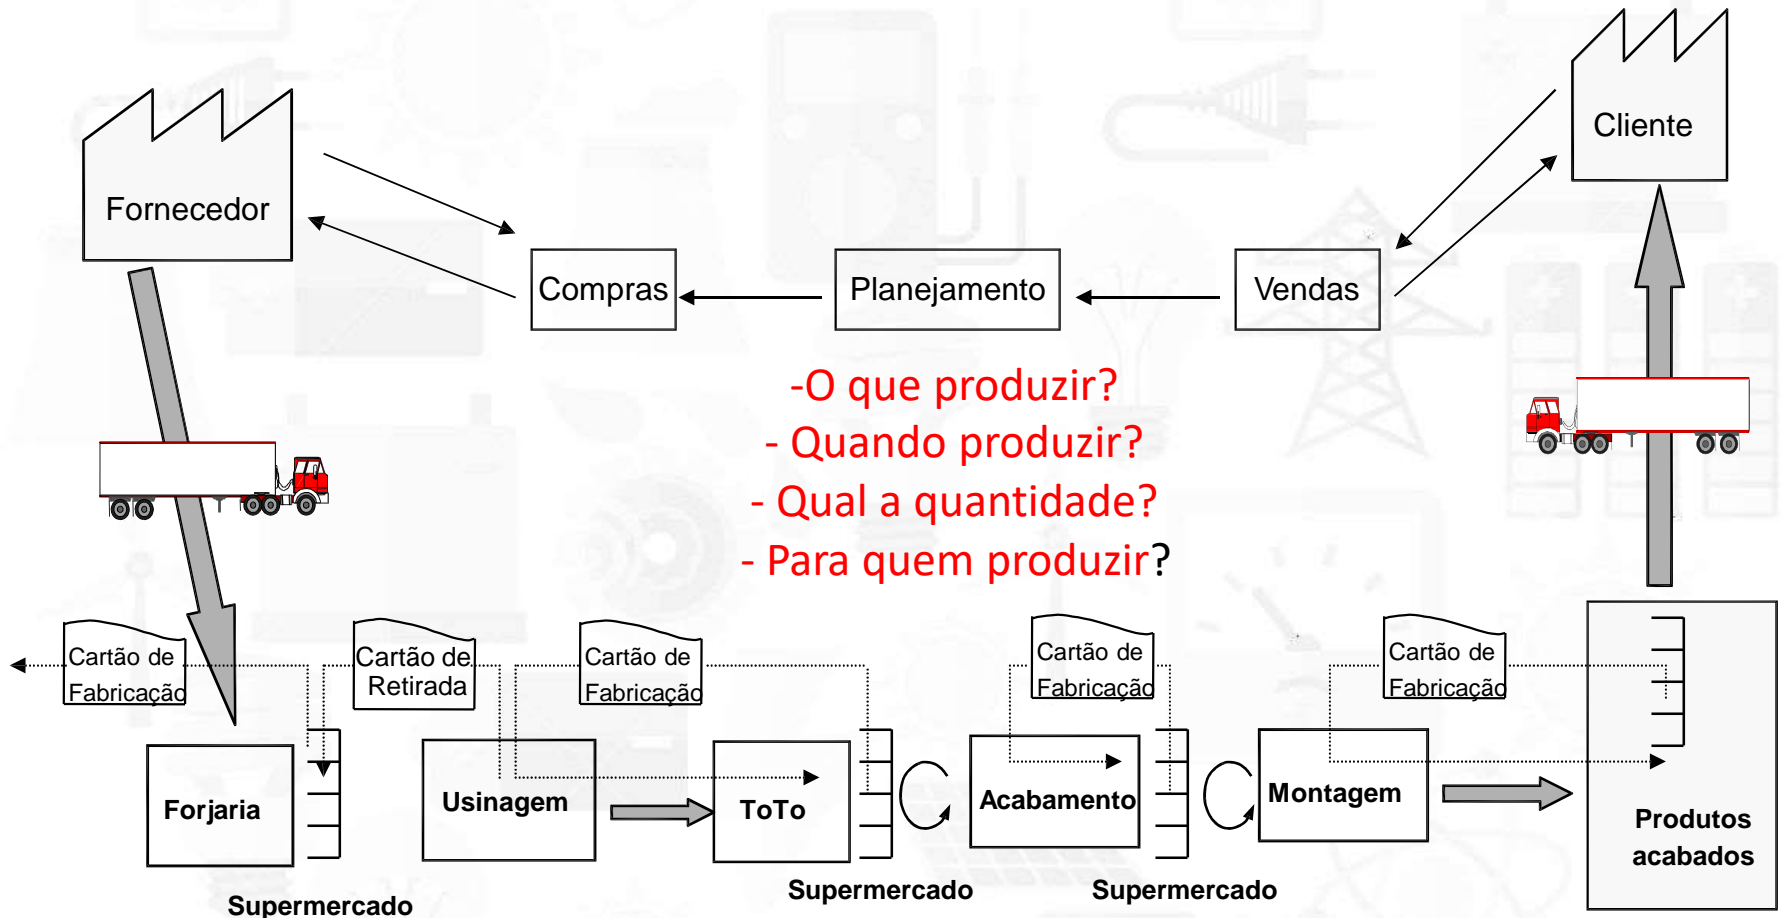 Cliente
Fornecedor
Compras
Planejamento
Vendas
-O que produzir?
- Quando produzir?
- Qual a quantidade?
- Para quem produzir?
Cartão de
Fabricação
Cartão de
Retirada
Cartão de
Fabricação
Cartão de
Fabricação
Cartão de
Fabricação
Forjaria
Usinagem
ToTo
Acabamento
Montagem
Produtos
acabados
Supermercado
Supermercado
Supermercado